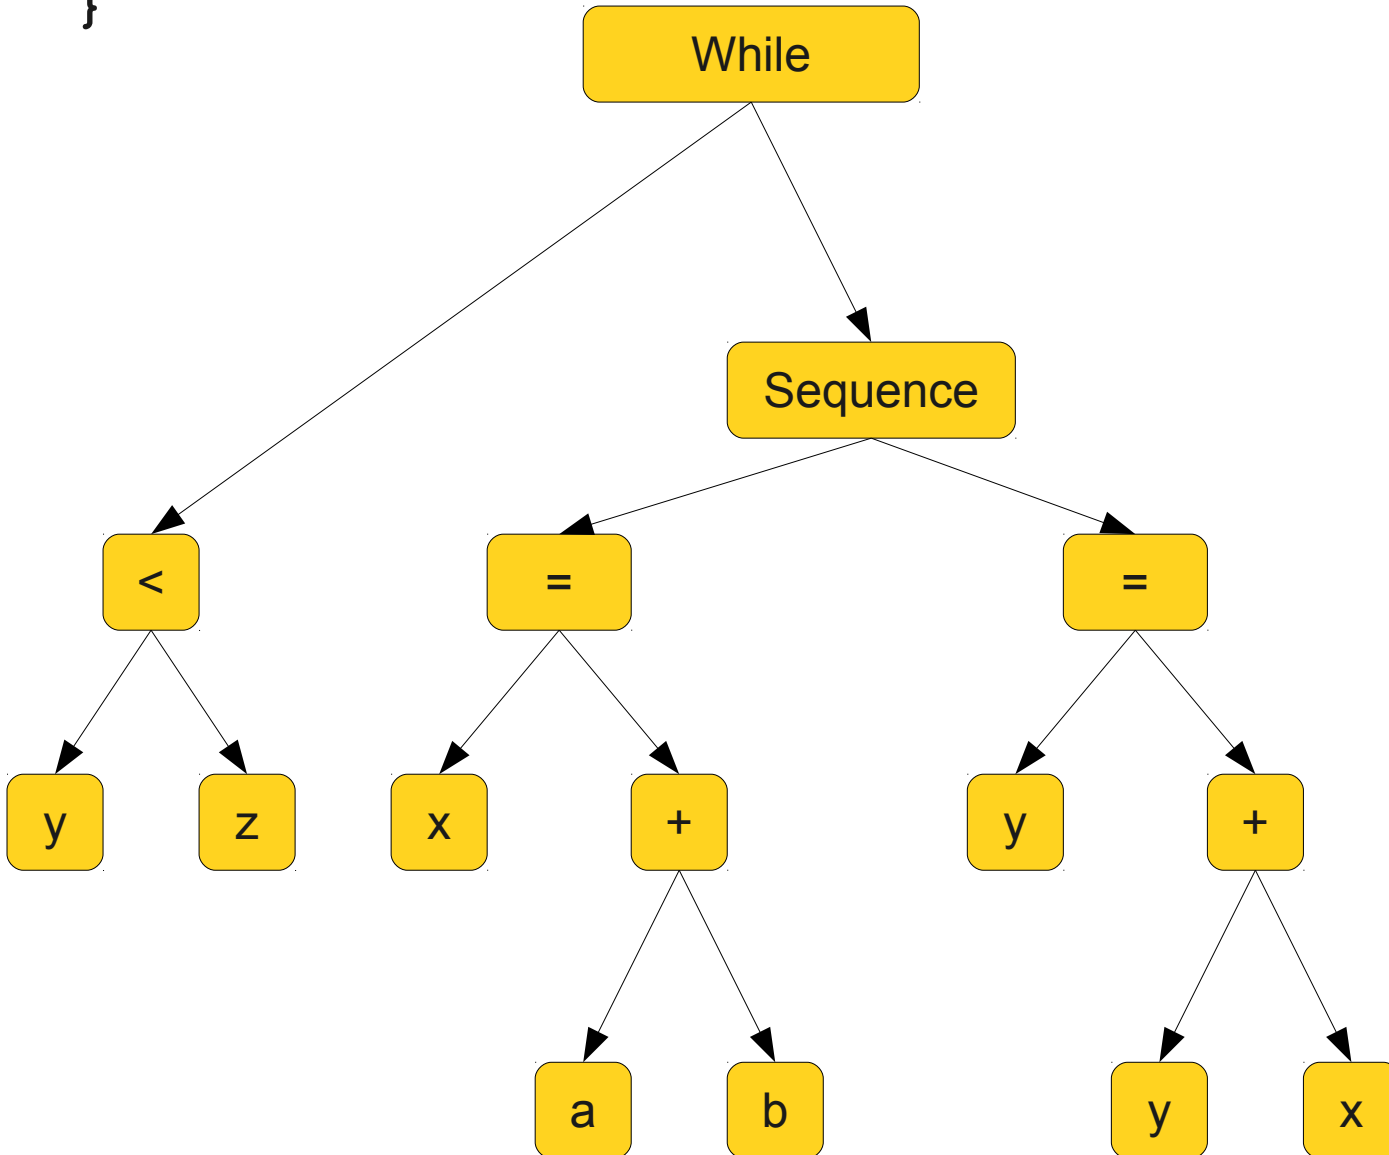 }
While
Sequence
< = =
y z x + y +
a b y x